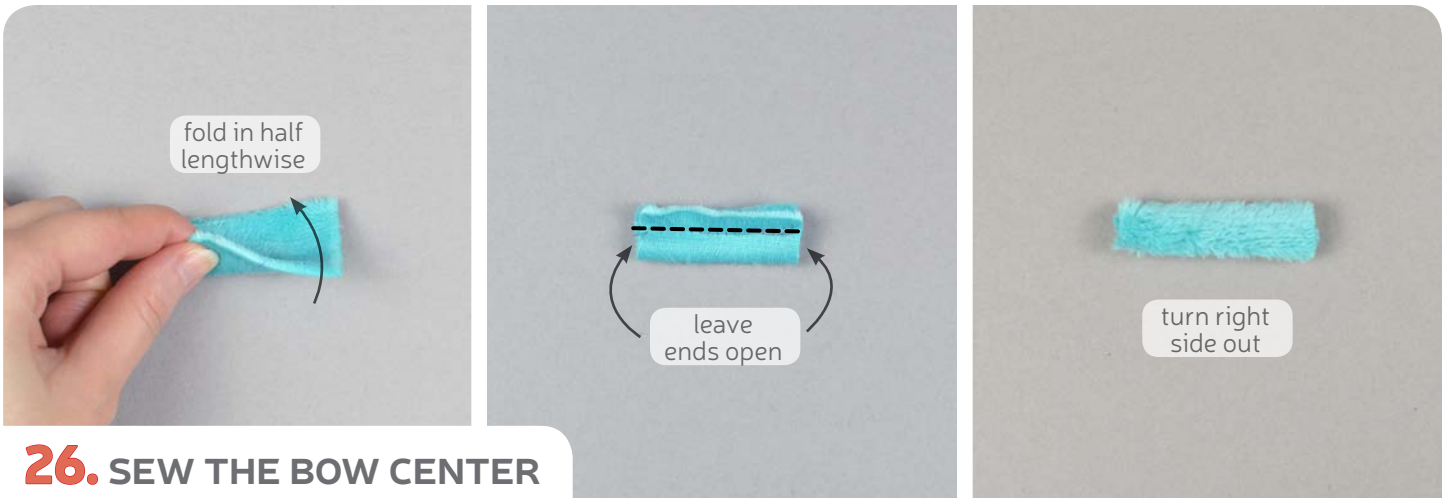 fold in half
lengthwise
leave
ends open
turn right
side out
26. SEW THE BOW CENTER